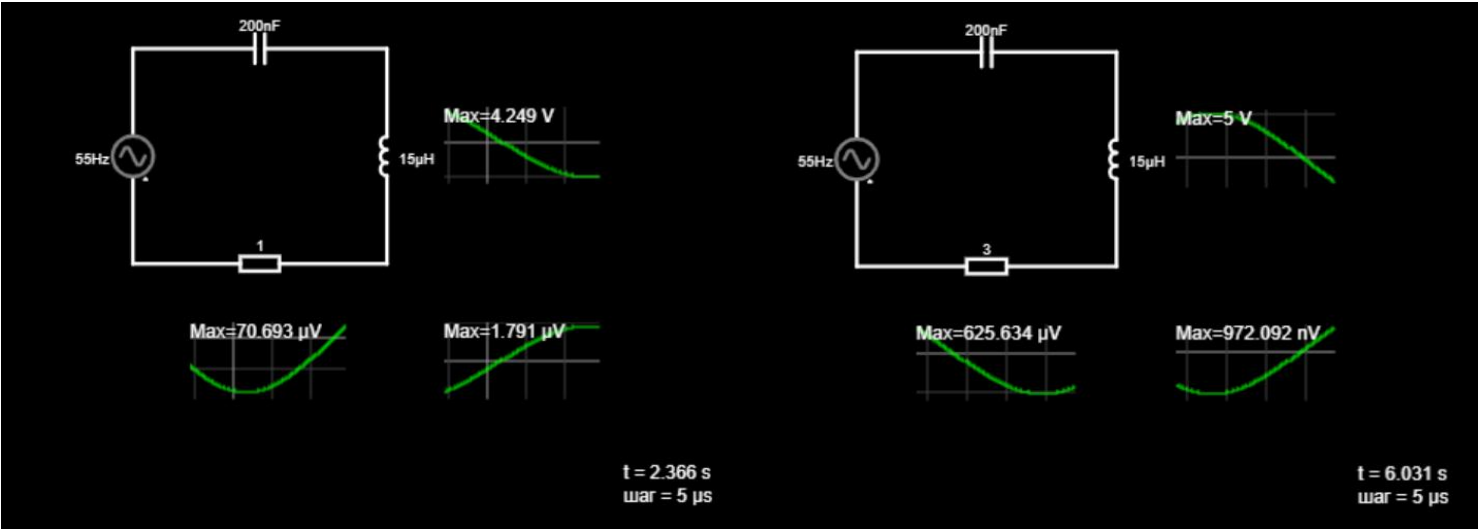 200nF
55Hz
15µH
Max=4.249 V
1
Max=70.693 µV
Max=1.791 µV
t = 2.366 s
шаг = 5 µs
200nF
55Hz
15µH
Max=5 V
3
Max=625.634 µV
Max=972.092 nV
t = 6.031 s
шаг = 5 µs